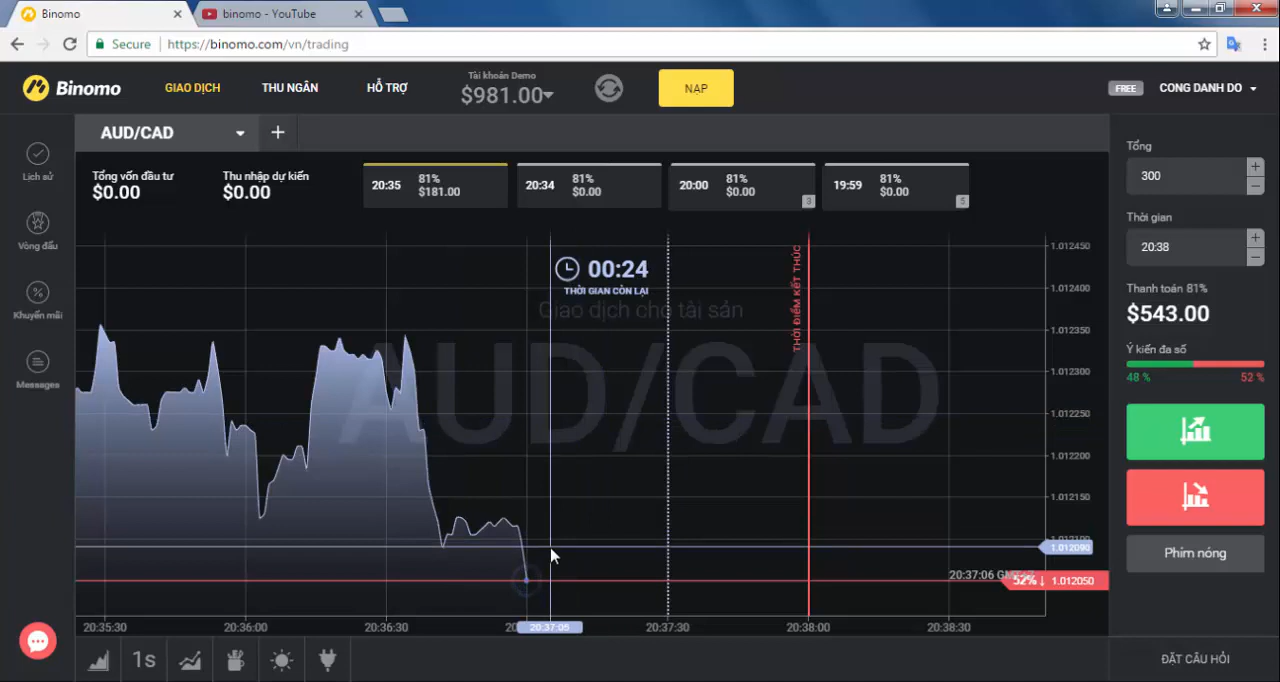 Binomo
binomo - YouTube
Secure
https://binomo.com/vn/trading
Binomo
GIAO DỊCH
THU NGÂN
HỖ TRỢ
Tài khoản Demo
$981.00
NẠP
FREE
CONG DANH DO
AUD/CAD
+
Lịch sử
Vòng đấu
Khuyến mãi
Messages
Tổng vốn đầu tư
$0.00
Thu nhập dự kiến
$0.00
20:35
81%
$181.00
20:34
81%
$0.00
20:00
81%
$0.00
3
19:59
81%
$0.00
5
00:24
THỜI GIAN CÒN LẠI
Giao dịch cho tài sản
AUD/CAD
THỜI ĐIỂM KẾT THÚC
1.012450
1.012400
1.012350
1.012300
1.012250
1.012200
1.012150
1.012090
20:37:06
52% ↓ 1.012050
20:35:30
20:36:00
20:36:30
20:37:05
20:37:30
20:38:00
20:38:30
1s
Tổng
300
+
−
Thời gian
20:38
+
−
Thanh toán 81%
$543.00
Ý kiến đa số
48 %
52 %
Phím nóng
ĐẶT CÂU HỎI